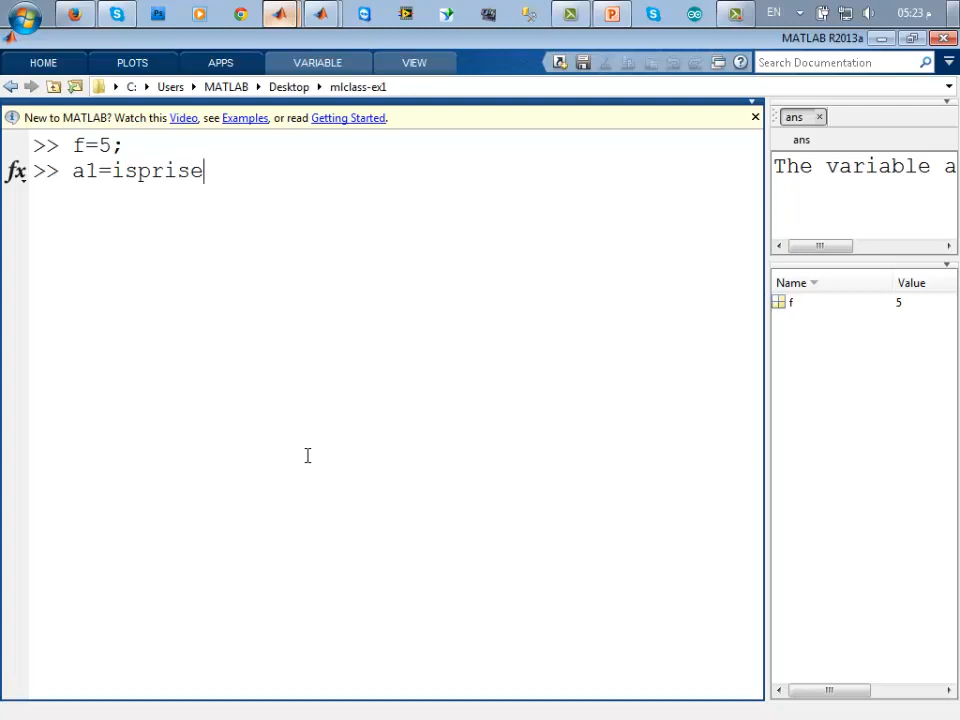 EN
05:23 م
MATLAB R2013a
HOME PLOTS APPS VARIABLE VIEW
Search Documentation
C: Users MATLAB Desktop mlclass-ex1
New to MATLAB? Watch this Video, see Examples, or read Getting Started.
>> f=5;
fx >> a1=isprise
ans
ans
The variable a
Name Value
f 5